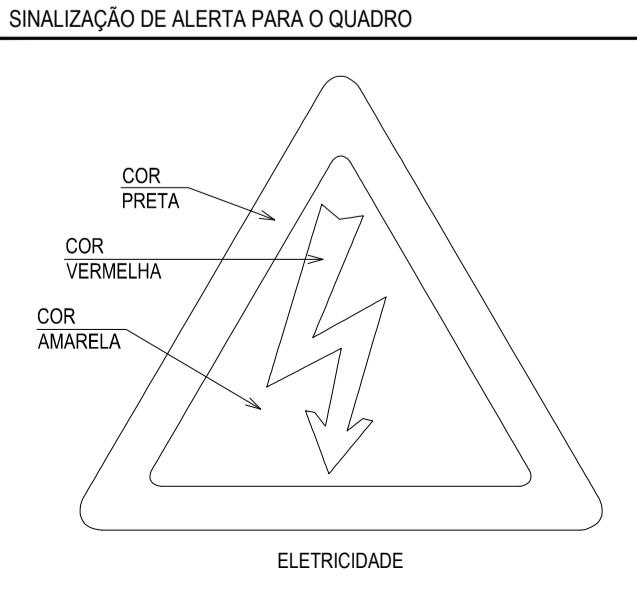 SINALIZAÇÃO DE ALERTA PARA O QUADRO
COR
PRETA
COR
VERMELHA
COR
AMARELA
ELETRICIDADE